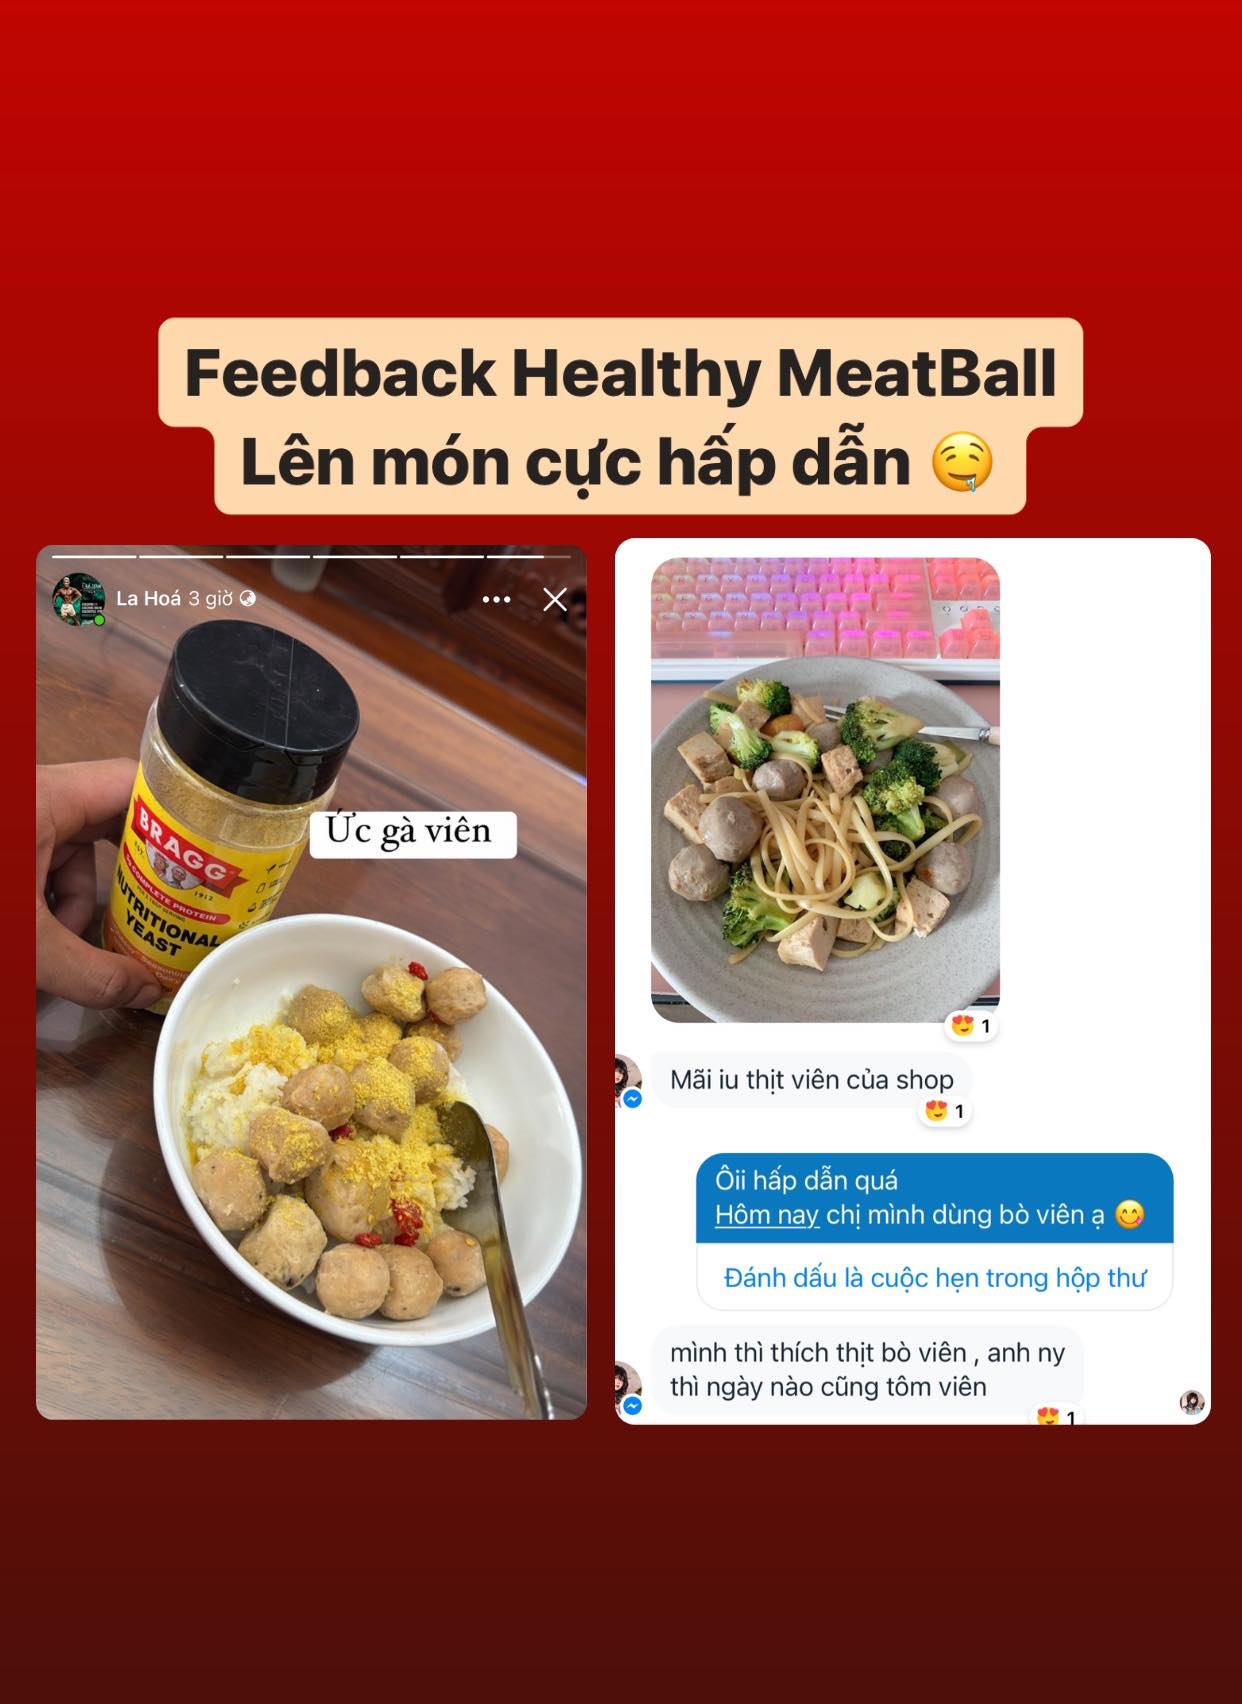 Feedback Healthy MeatBall
Lên món cực hấp dẫn 🤤
La Hoá 3 giờ
Ức gà viên
BRAGG
EST. 1912
COMPLETE PROTEIN
NUTRITIONAL
YEAST
😍 1
Mãi iu thịt viên của shop
😍 1
Ôii hấp dẫn quá
Hôm nay chị mình dùng bò viên ạ 😋
Đánh dấu là cuộc hẹn trong hộp thư
mình thì thích thịt bò viên , anh ny
thì ngày nào cũng tôm viên
😍 1